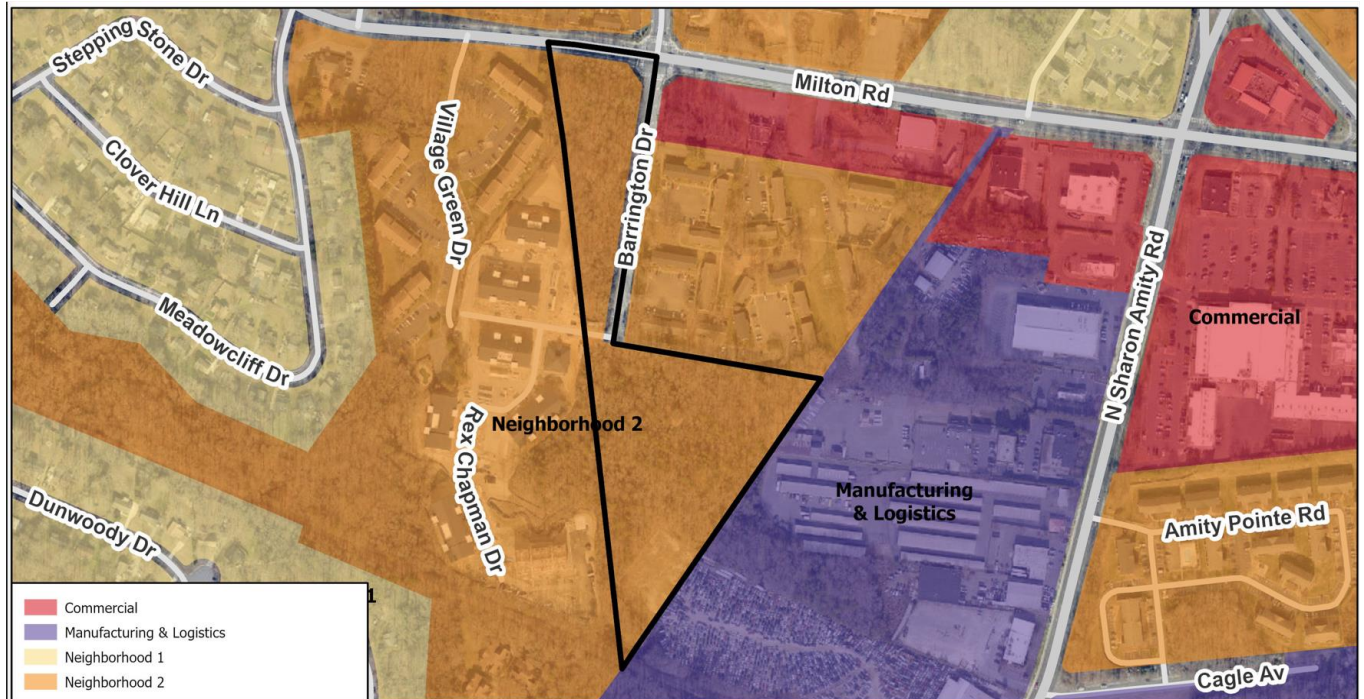 Stepping Stone Dr
Milton Rd
Village Green Dr
Barrington Dr
Clover Hill Ln
Meadowcliff Dr
N Sharon Amity Rd
Commercial
Neighborhood 2
Rex Chapman Dr
Manufacturing
& Logistics
Dunwoody Dr
Amity Pointe Rd
1
Cagle Av
Commercial
Manufacturing & Logistics
Neighborhood 1
Neighborhood 2